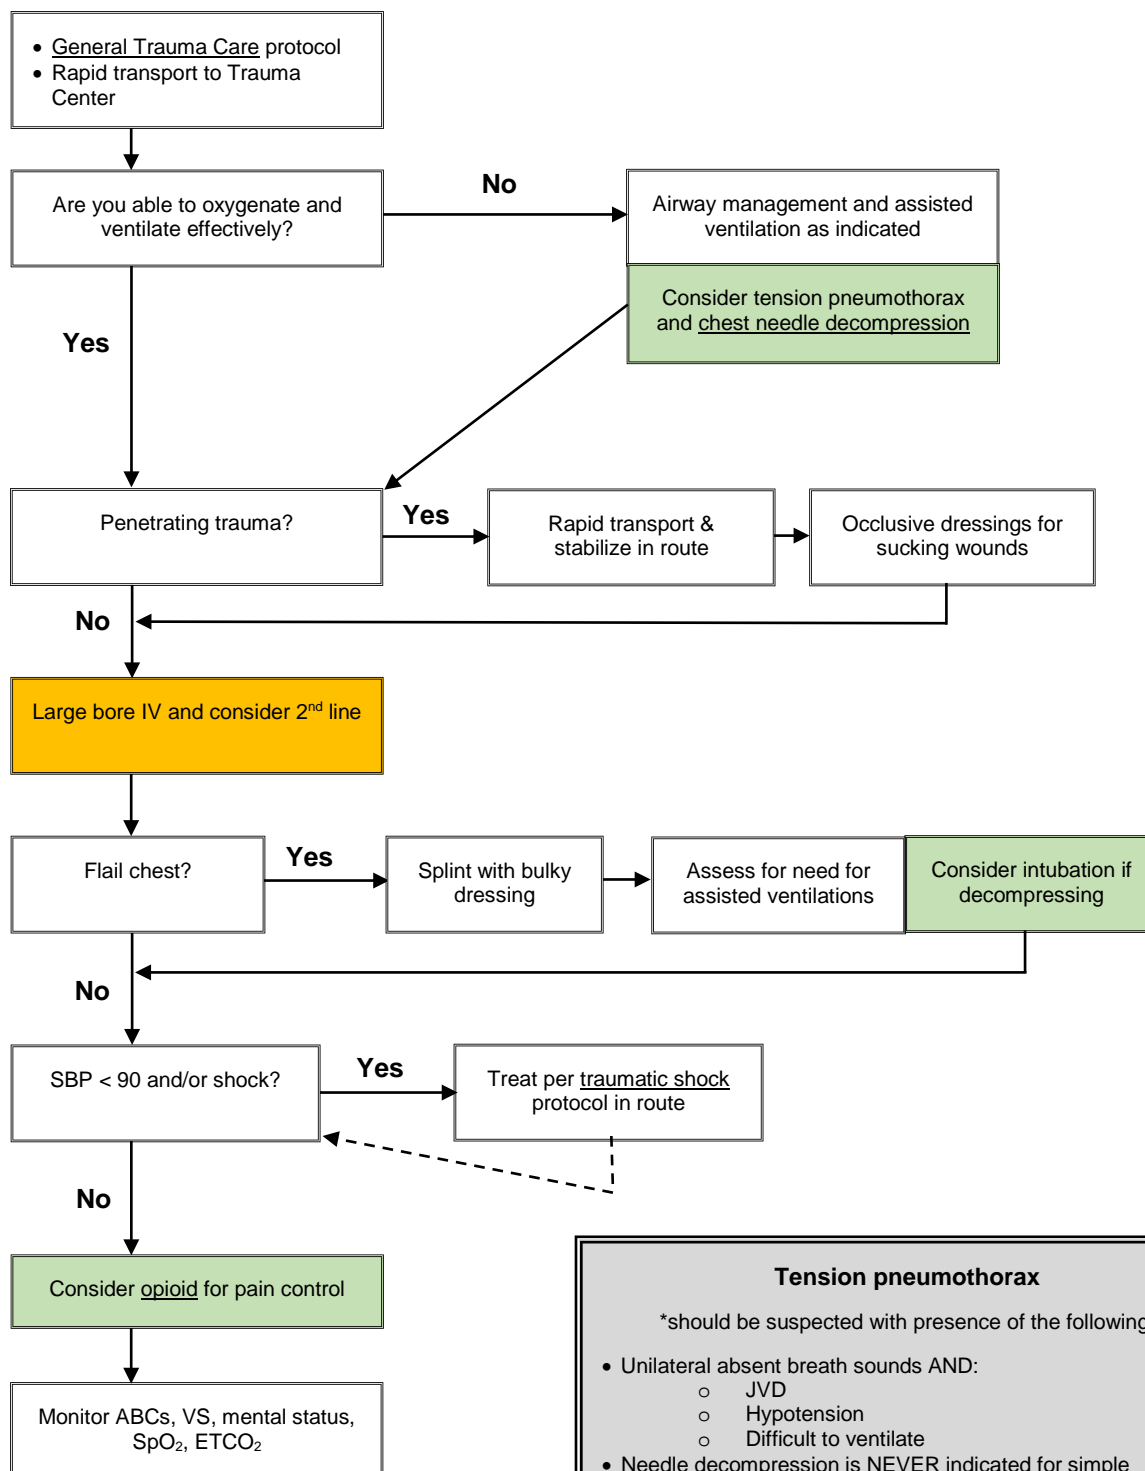 • General Trauma Care protocol
• Rapid transport to Trauma
Center
Are you able to oxygenate and
ventilate effectively?
No
Airway management and assisted
ventilation as indicated
Consider tension pneumothorax
and chest needle decompression
Yes
Penetrating trauma?
Yes
Rapid transport &
stabilize in route
Occlusive dressings for
sucking wounds
No
Large bore IV and consider 2nd line
Flail chest?
Yes
Splint with bulky
dressing
Assess for need for
assisted ventilations
Consider intubation if
decompressing
No
SBP < 90 and/or shock?
Yes
Treat per traumatic shock
protocol in route
No
Consider opioid for pain control
Monitor ABCs, VS, mental status,
SpO2, ETCO2
Tension pneumothorax
*should be suspected with presence of the following
• Unilateral absent breath sounds AND:
o JVD
o Hypotension
o Difficult to ventilate
• Needle decompression is NEVER indicated for simple